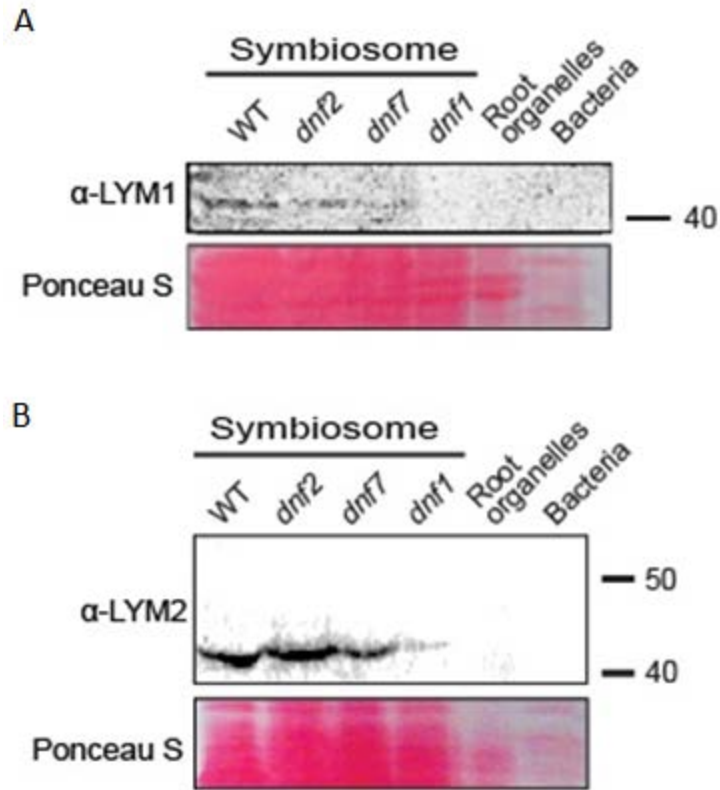 A
Symbiosome
WT
dnf2
dnf7
dnf1
Root
organelles
Bacteria
α-LYM1
40
Ponceau S
B
Symbiosome
WT
dnf2
dnf7
dnf1
Root
organelles
Bacteria
50
α-LYM2
40
Ponceau S